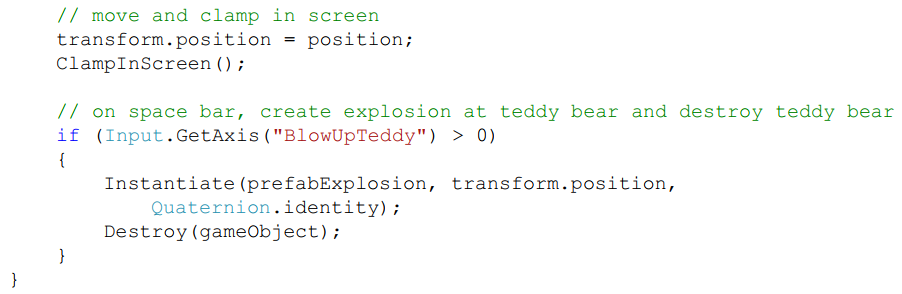 // move and clamp in screen
transform.position = position;
ClampInScreen();
// on space bar, create explosion at teddy bear and destroy teddy bear
if (Input.GetAxis("BlowUpTeddy") > 0)
{
Instantiate(prefabExplosion, transform.position,
Quaternion.identity);
Destroy(gameObject);
}
}